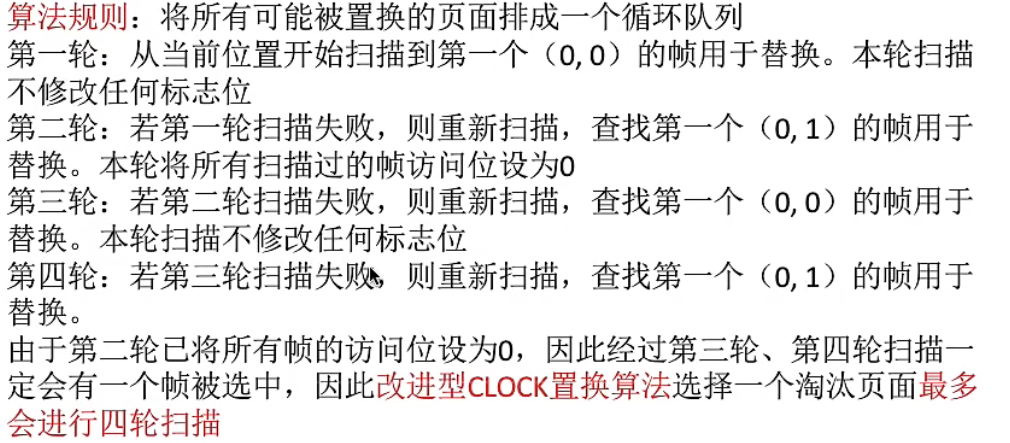 算法规则：将所有可能被置换的页面排成一个循环队列
第一轮：从当前位置开始扫描到第一个（0, 0）的帧用于替换。本轮扫描
不修改任何标志位
第二轮：若第一轮扫描失败，则重新扫描，查找第一个（0, 1）的帧用于
替换。本轮将所有扫描过的帧访问位设为0
第三轮：若第二轮扫描失败，则重新扫描，查找第一个（0, 0）的帧用于
替换。本轮扫描不修改任何标志位
第四轮：若第三轮扫描失败，则重新扫描，查找第一个（0, 1）的帧用于
替换。
由于第二轮已将所有帧的访问位设为0，因此经过第三轮、第四轮扫描一
定会有一个帧被选中，因此改进型CLOCK置换算法选择一个淘汰页面最多
会进行四轮扫描